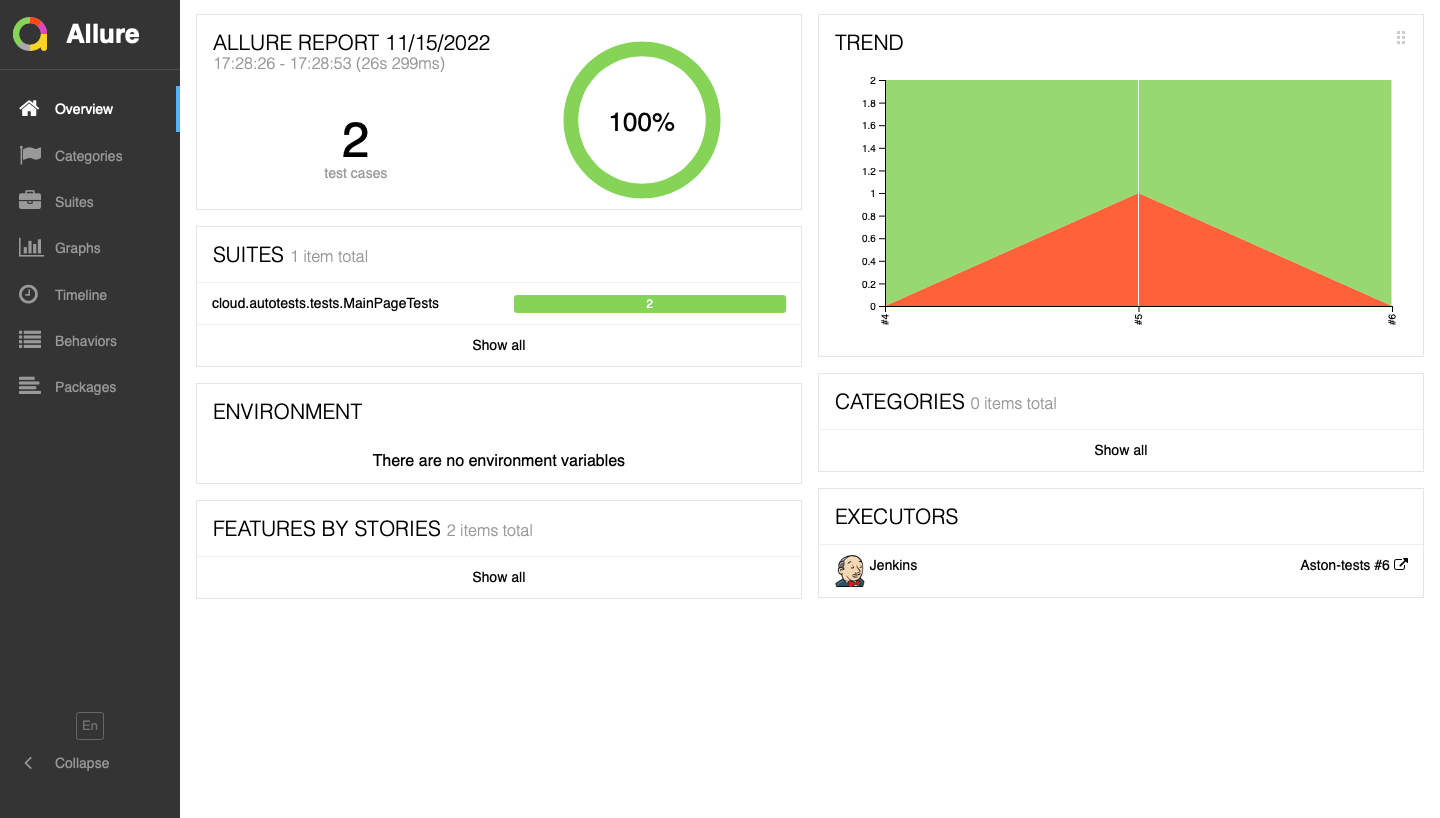 Allure
Overview
Categories
Suites
Graphs
Timeline
Behaviors
Packages
En
Collapse
ALLURE REPORT 11/15/2022
17:28:26 - 17:28:53 (26s 299ms)
2
test cases
100%
SUITES 1 item total
cloud.autotests.tests.MainPageTests 2
Show all
ENVIRONMENT
There are no environment variables
FEATURES BY STORIES 2 items total
Show all
TREND
2
1.8
1.6
1.4
1.2
1
0.8
0.6
0.4
0.2
0
#4 #5 #6
CATEGORIES 0 items total
Show all
EXECUTORS
Jenkins Aston-tests #6